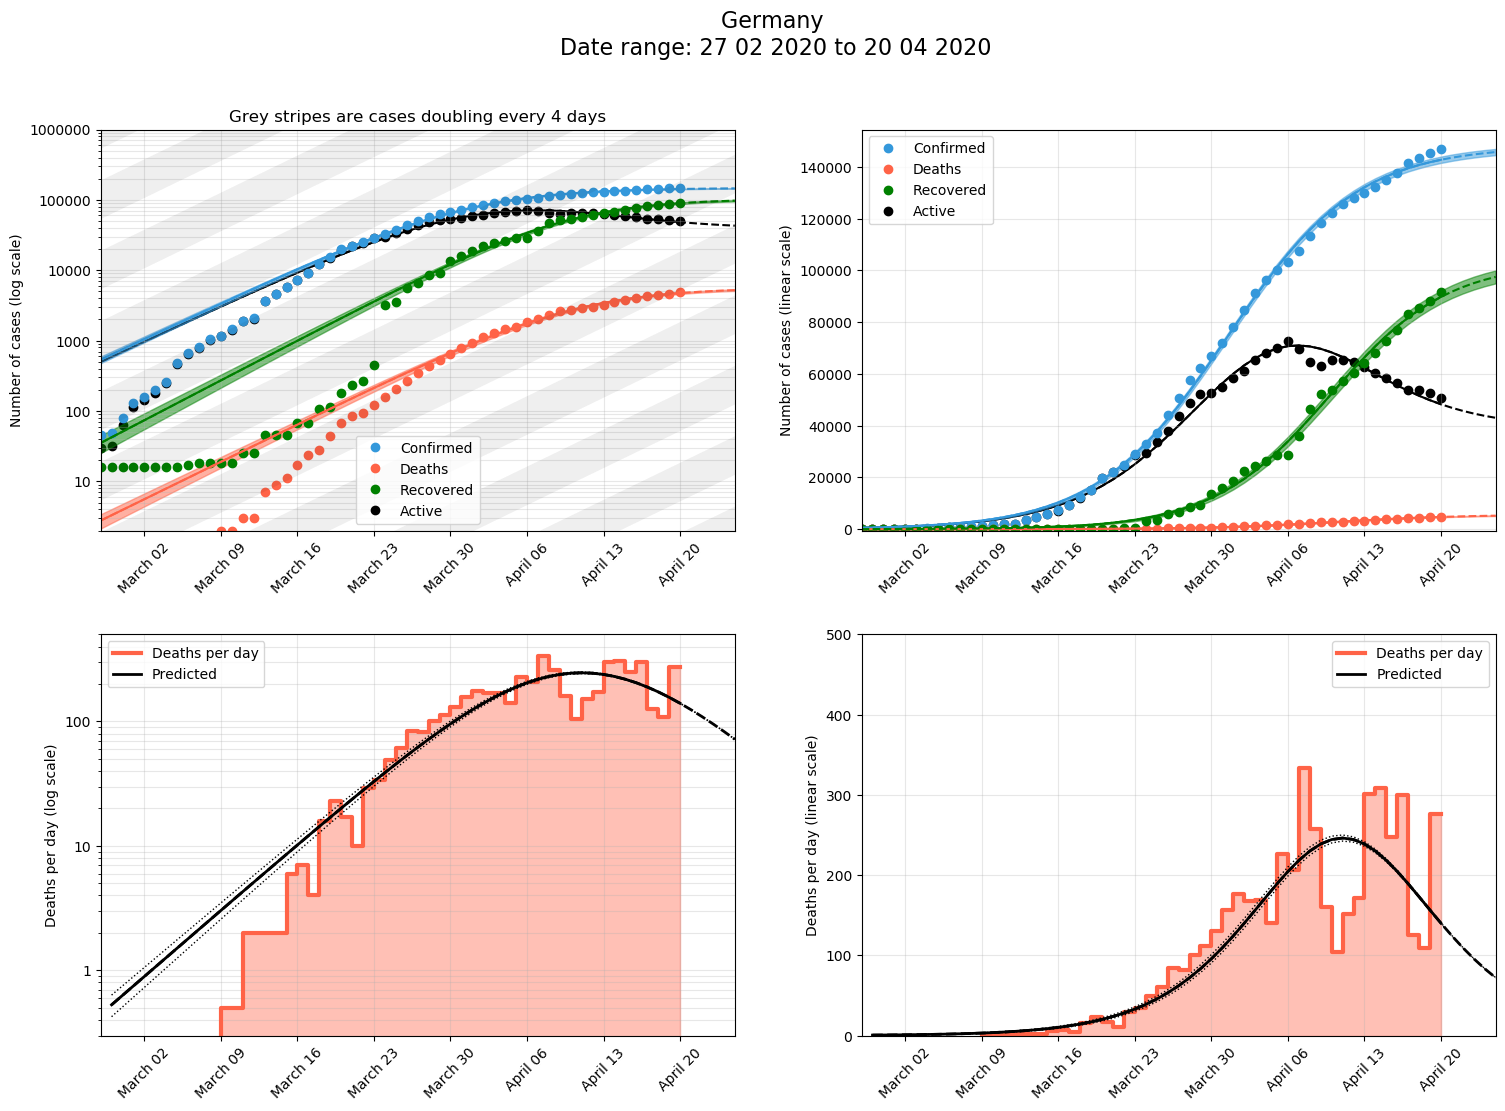 Germany
Date range: 27 02 2020 to 20 04 2020
Grey stripes are cases doubling every 4 days
Number of cases (log scale)
1000000
100000
10000
1000
100
10
Confirmed
Deaths
Recovered
Active
March 02
March 09
March 16
March 23
March 30
April 06
April 13
April 20
Number of cases (linear scale)
140000
120000
100000
80000
60000
40000
20000
0
Confirmed
Deaths
Recovered
Active
March 02
March 09
March 16
March 23
March 30
April 06
April 13
April 20
Deaths per day (log scale)
100
10
1
Deaths per day
Predicted
March 02
March 09
March 16
March 23
March 30
April 06
April 13
April 20
Deaths per day (linear scale)
500
400
300
200
100
0
Deaths per day
Predicted
March 02
March 09
March 16
March 23
March 30
April 06
April 13
April 20